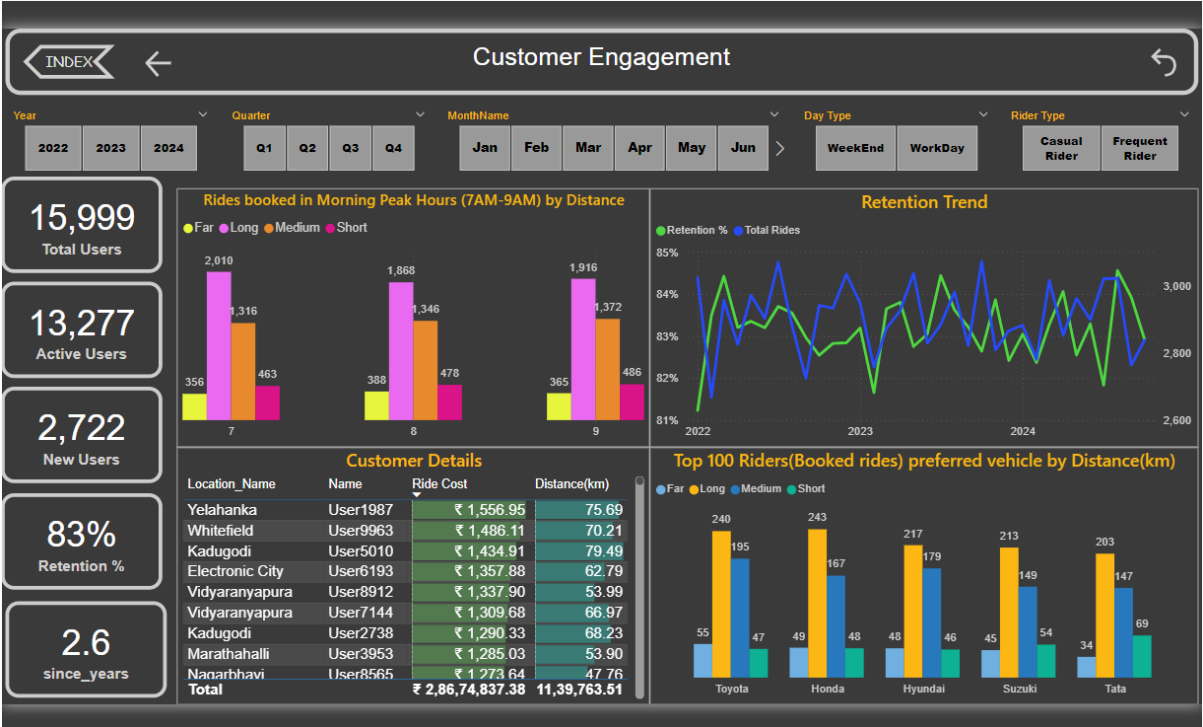 INDEX
Customer Engagement
Year
Quarter
MonthName
Day Type
Rider Type
2022 2023 2024
Q1 Q2 Q3 Q4
Jan Feb Mar Apr May Jun
WeekEnd WorkDay
Casual Rider
Frequent Rider
15,999
Total Users
13,277
Active Users
2,722
New Users
83%
Retention %
2.6
since_years
Rides booked in Morning Peak Hours (7AM-9AM) by Distance
Far Long Medium Short
356 2,010 1,316 463
388 1,868 1,346 478
365 1,916 1,372 486
7 8 9
Retention Trend
Retention % Total Rides
85%
84%
83%
82%
81%
3,000
2,800
2,600
2022 2023 2024
Customer Details
Location_Name Name Ride Cost Distance(km)
Yelahanka User1987 ₹ 1,556.95 75.69
Whitefield User9963 ₹ 1,486.11 70.21
Kadugodi User5010 ₹ 1,434.91 79.49
Electronic City User6193 ₹ 1,357.88 62.79
Vidyaranyapura User8912 ₹ 1,337.90 53.99
Vidyaranyapura User7144 ₹ 1,309.68 66.97
Kadugodi User2738 ₹ 1,290.33 68.23
Marathahalli User3953 ₹ 1,285.03 53.90
Nagarbhavi User8565 ₹ 1,273.64 47.76
Total ₹ 2,86,74,837.38 11,39,763.51
Top 100 Riders(Booked rides) preferred vehicle by Distance(km)
Far Long Medium Short
55 240 195 47
49 243 167 48
48 217 179 46
45 213 149 54
34 203 147 69
Toyota Honda Hyundai Suzuki Tata